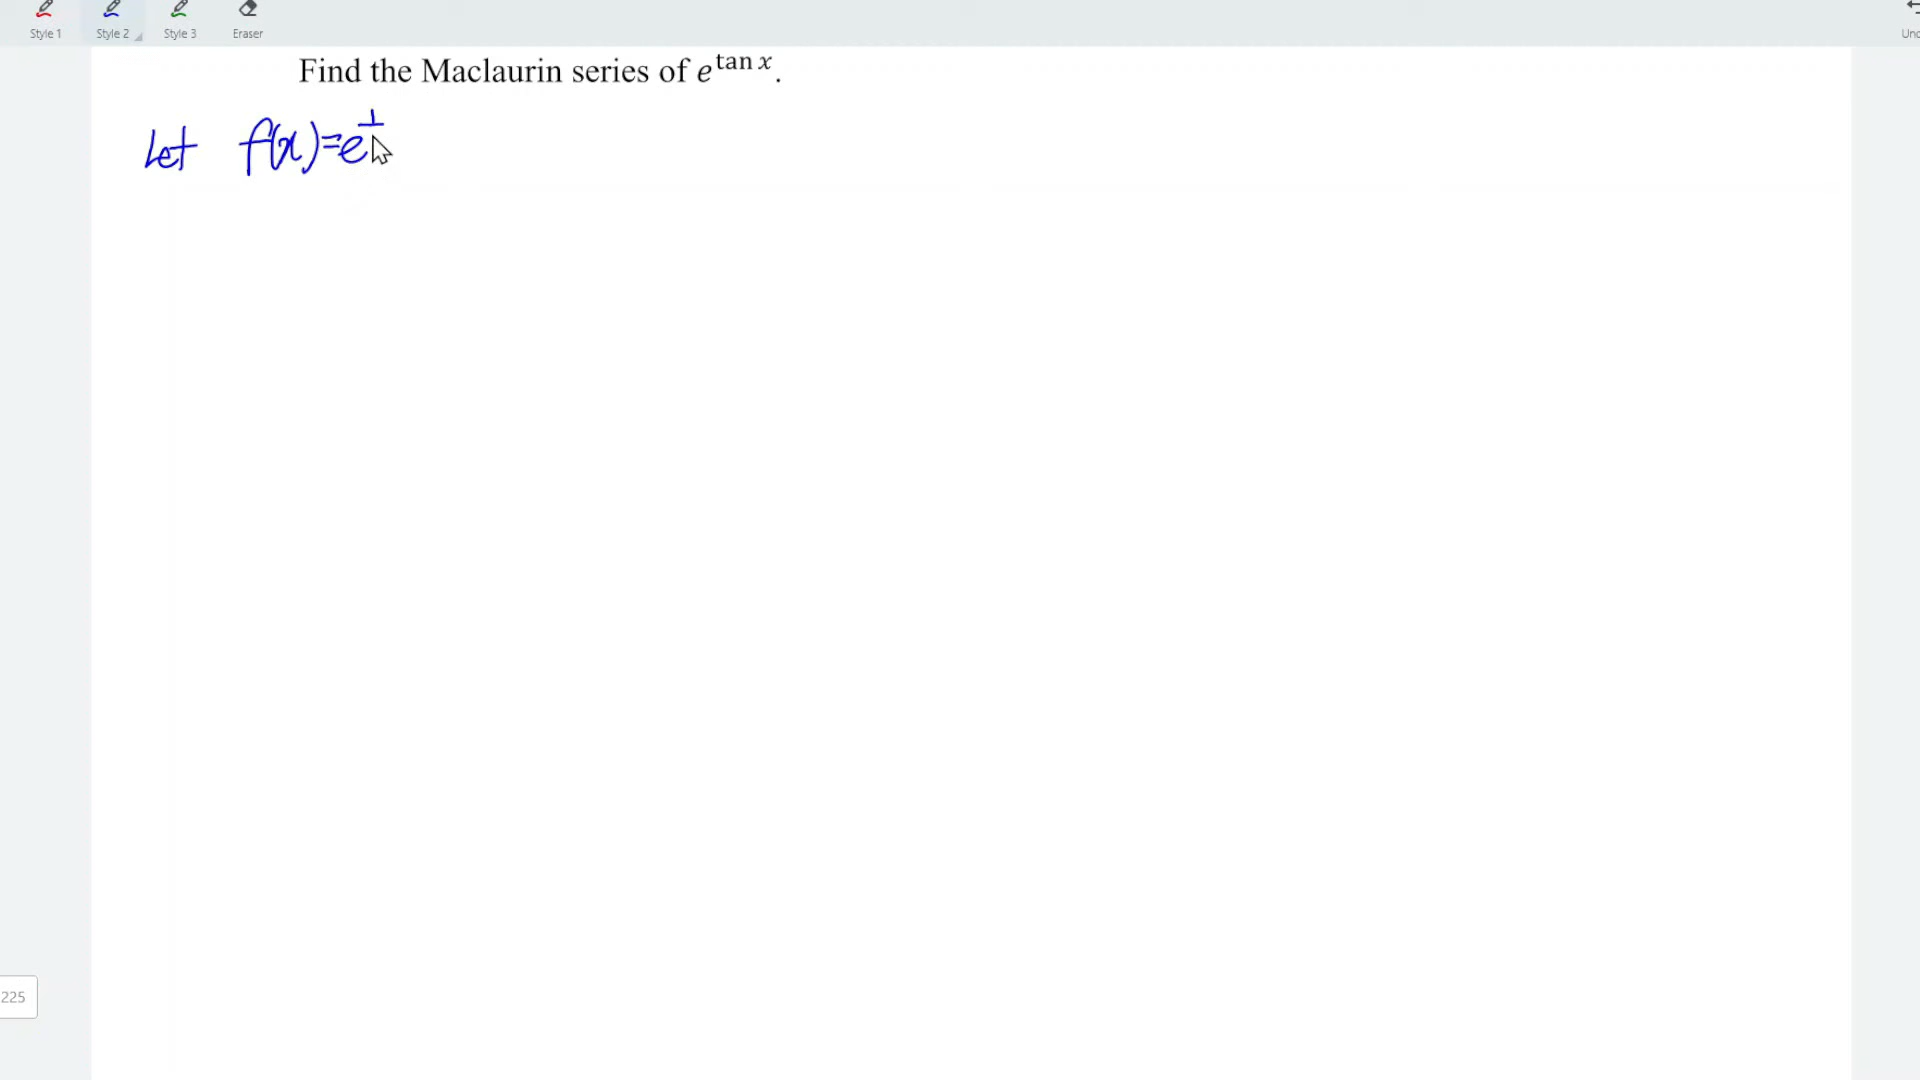 Style 1 Style 2 Style 3 Eraser
Find the Maclaurin series of e^{tan x}.
Let f(x)=e
225